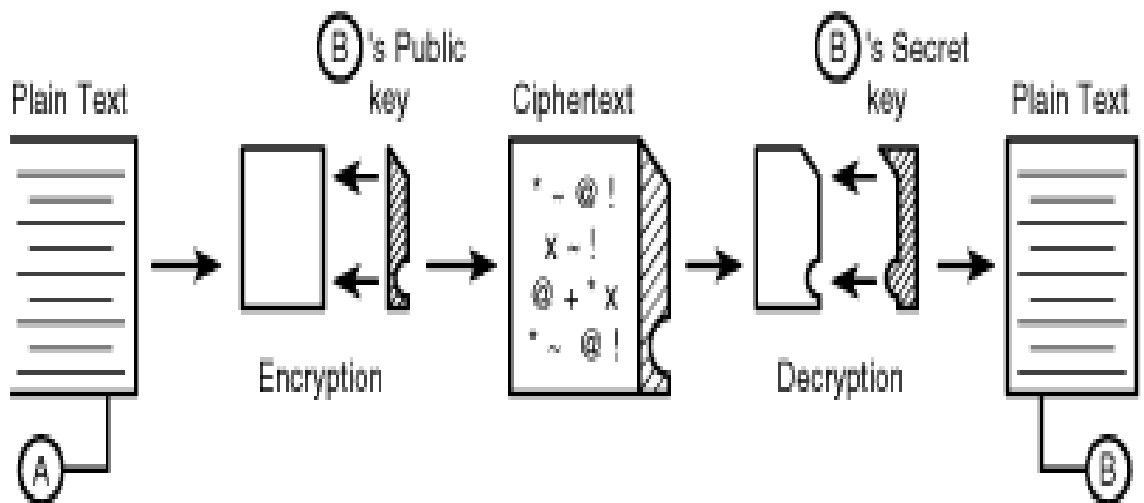 Plain Text
B 's Public
key
Ciphertext
B 's Secret
key
Plain Text
* ~ @ !
x ~ !
@ + * x
* ~ @ !
Encryption
Decryption
A
B